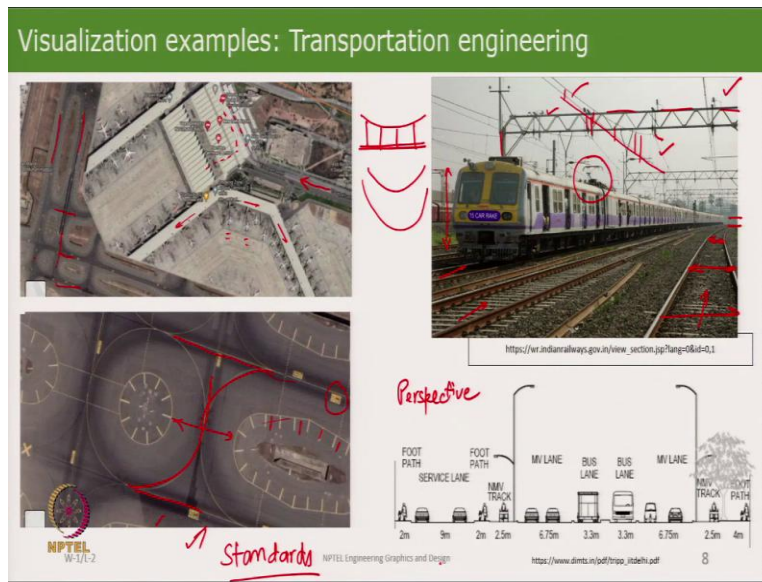 Visualization examples: Transportation engineering
15 CAR RAKE
https://wr.indianrailways.gov.in/view_section.jsp?lang=0&id=0,1
Perspective
FOOT
PATH
SERVICE LANE
FOOT
PATH
NMV
TRACK
MV LANE
BUS
LANE
BUS
LANE
MV LANE
NMV
TRACK
FOOT
PATH
2m 9m 2m 2.5m 6.75m 3.3m 3.3m 6.75m 2.5m 4m
NPTEL
W-1/L-2
Standards
NPTEL Engineering Graphics and Design
https://www.dimts.in/pdf/tripp_iitdelhi.pdf
8